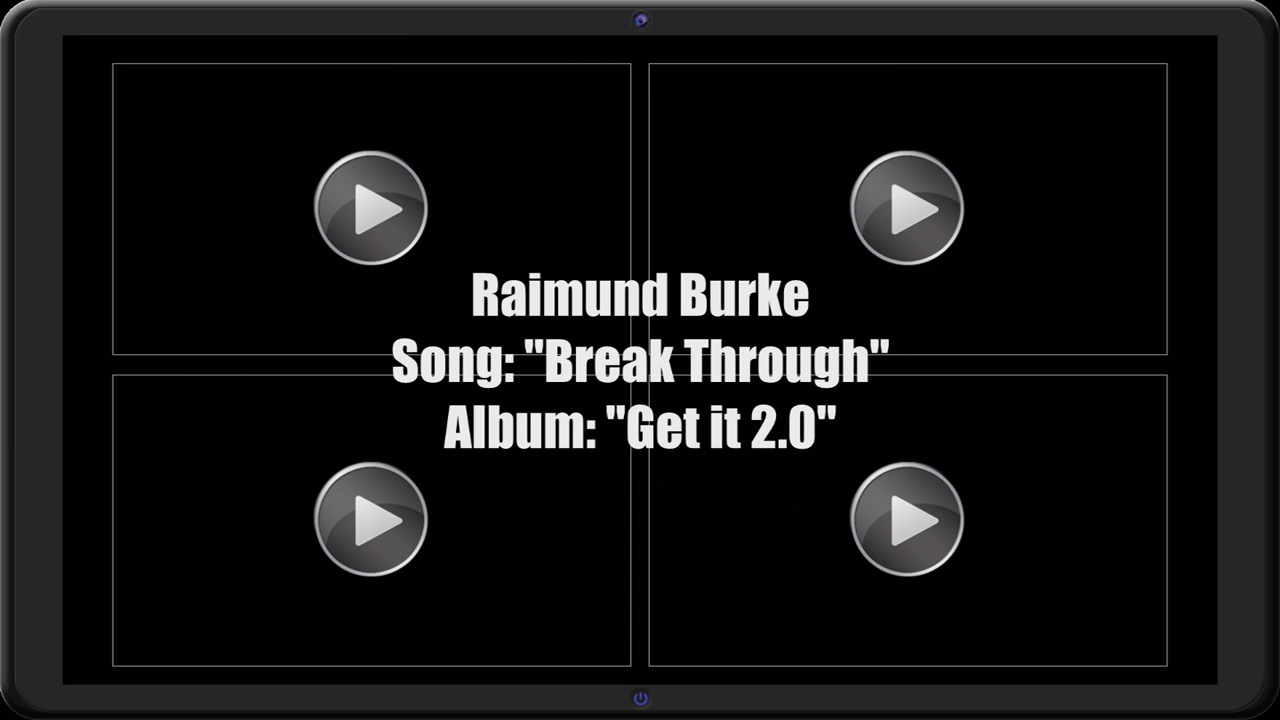 Raimund Burke
Song: "Break Through"
Album: "Get it 2.0"